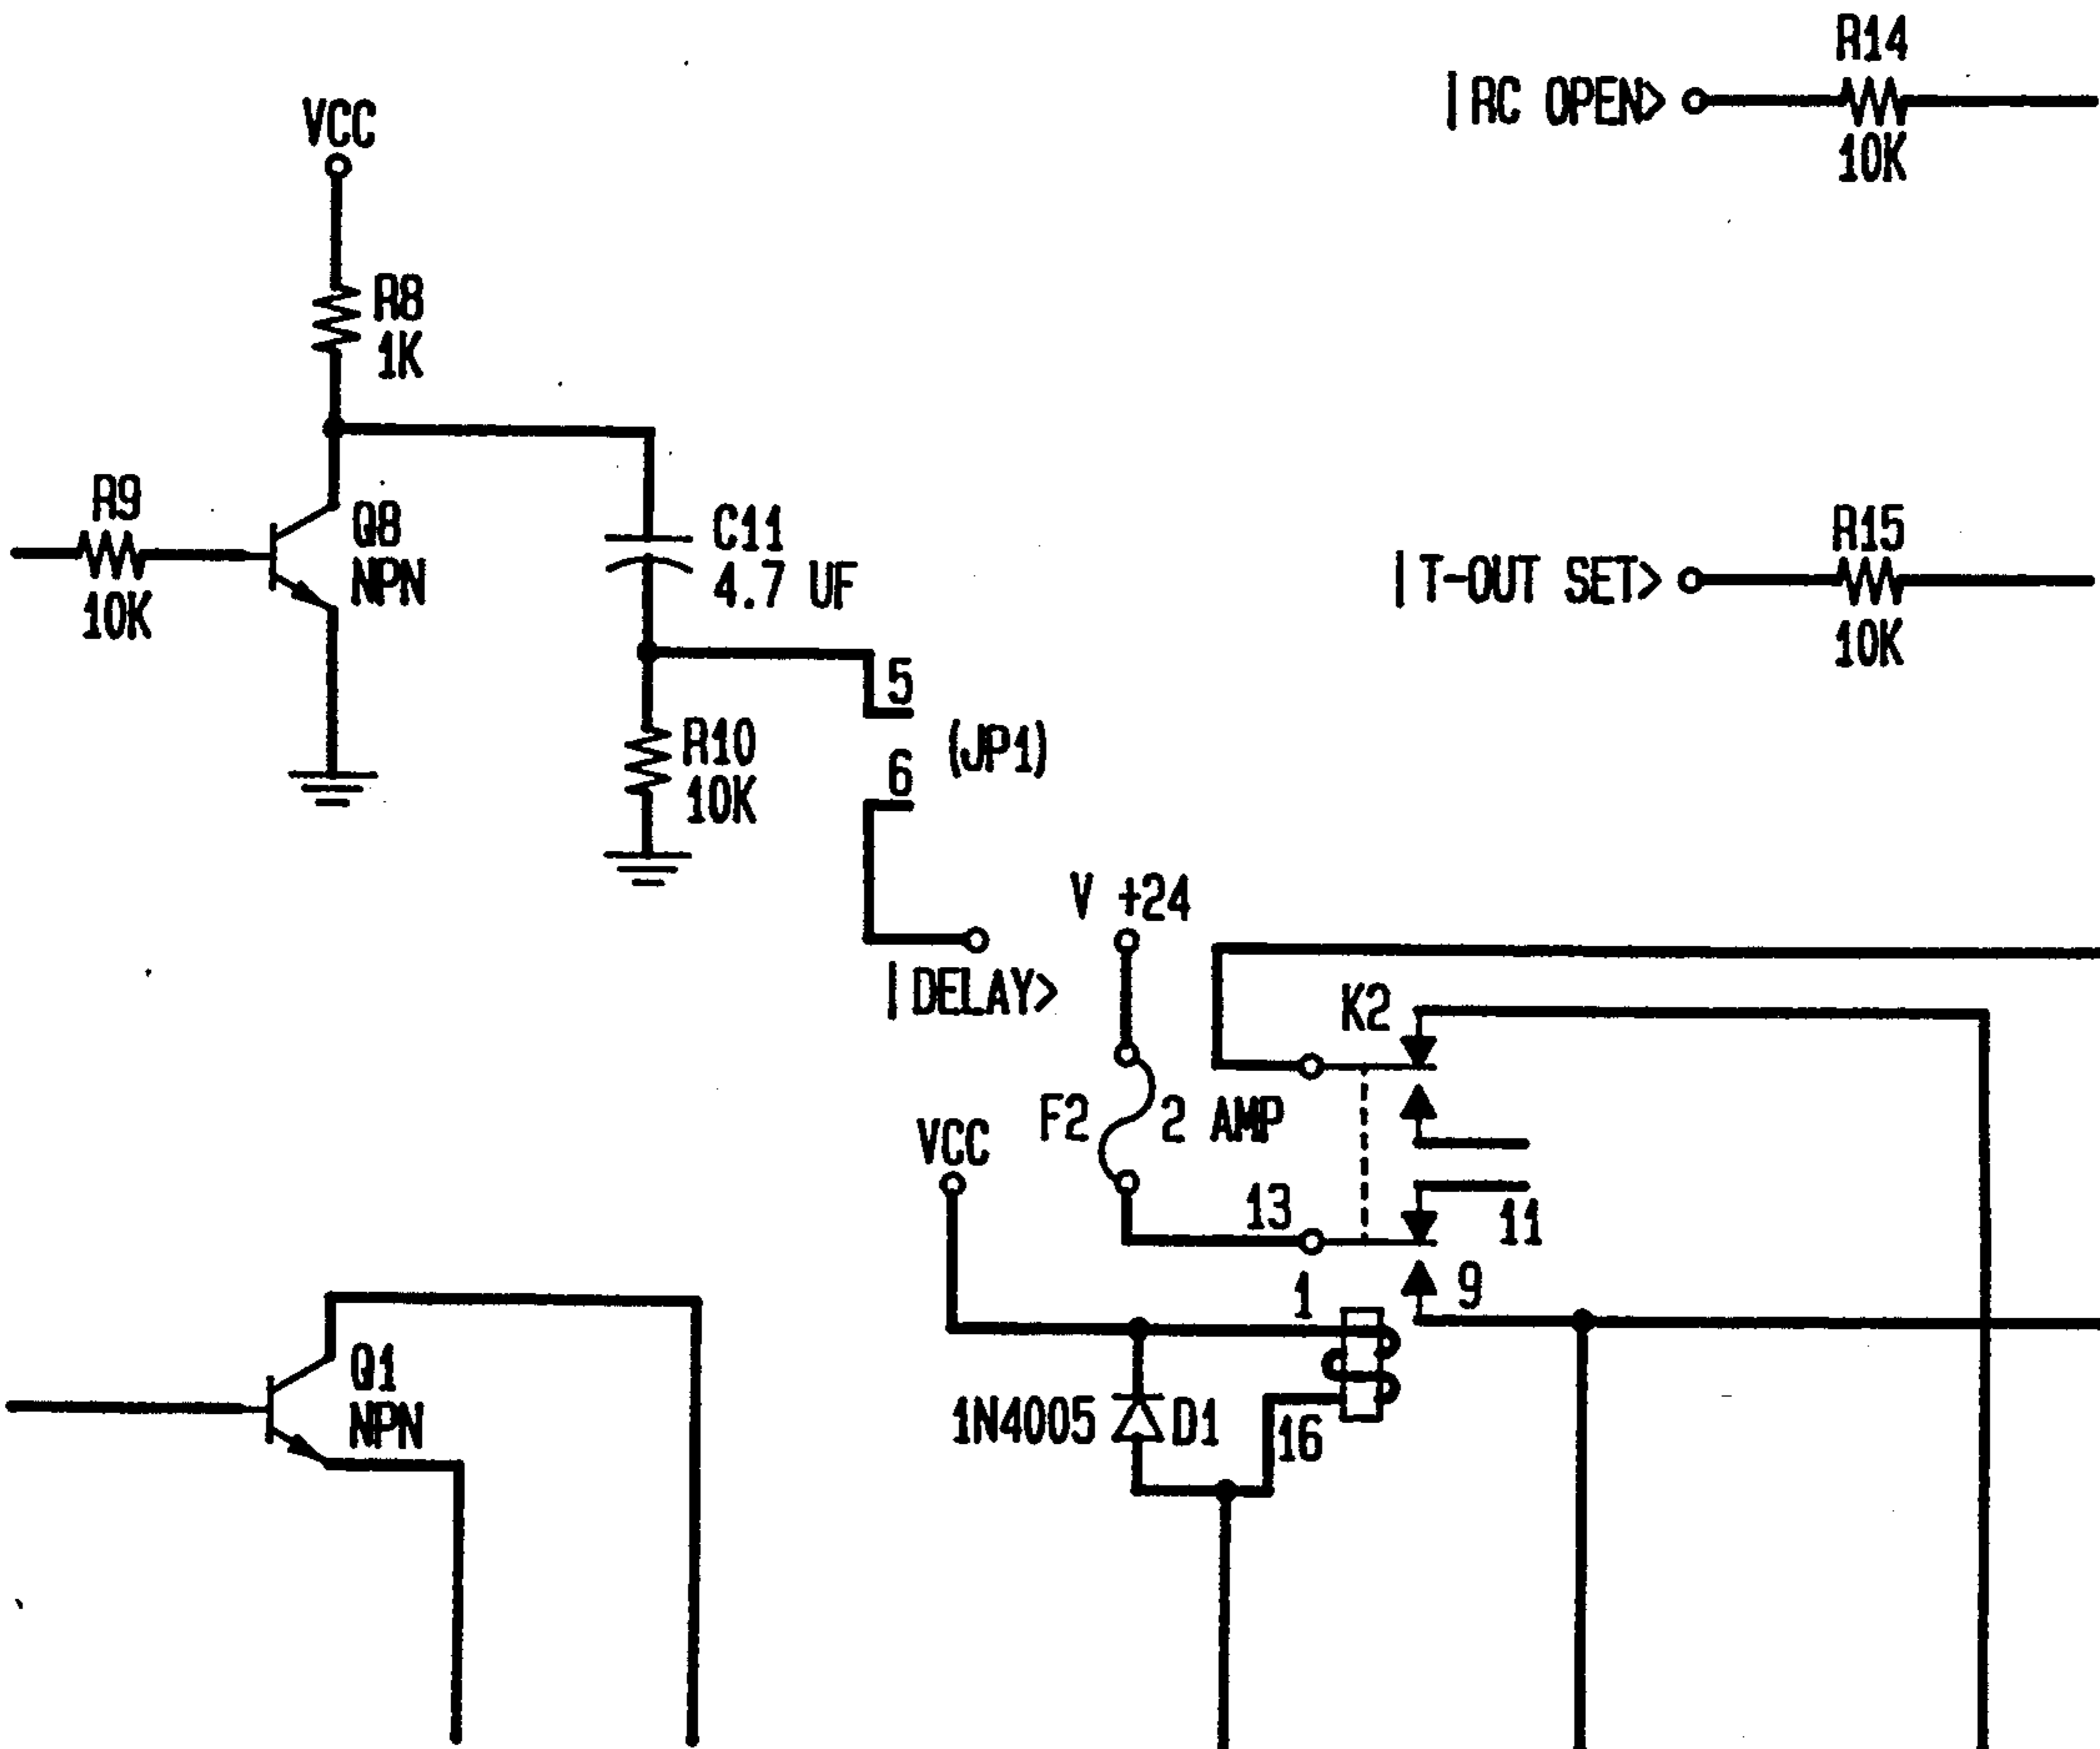 R14
|RC OPEN>
10K
VCC
R8
1K
R9
10K
Q8
NPN
C11
4.7 UF
R15
|T-OUT SET>
10K
5
(JP1)
6
R10
10K
|DELAY>
V +24
K2
F2
2 AMP
VCC
13
11
1
9
Q1
NPN
1N4005
D1
16